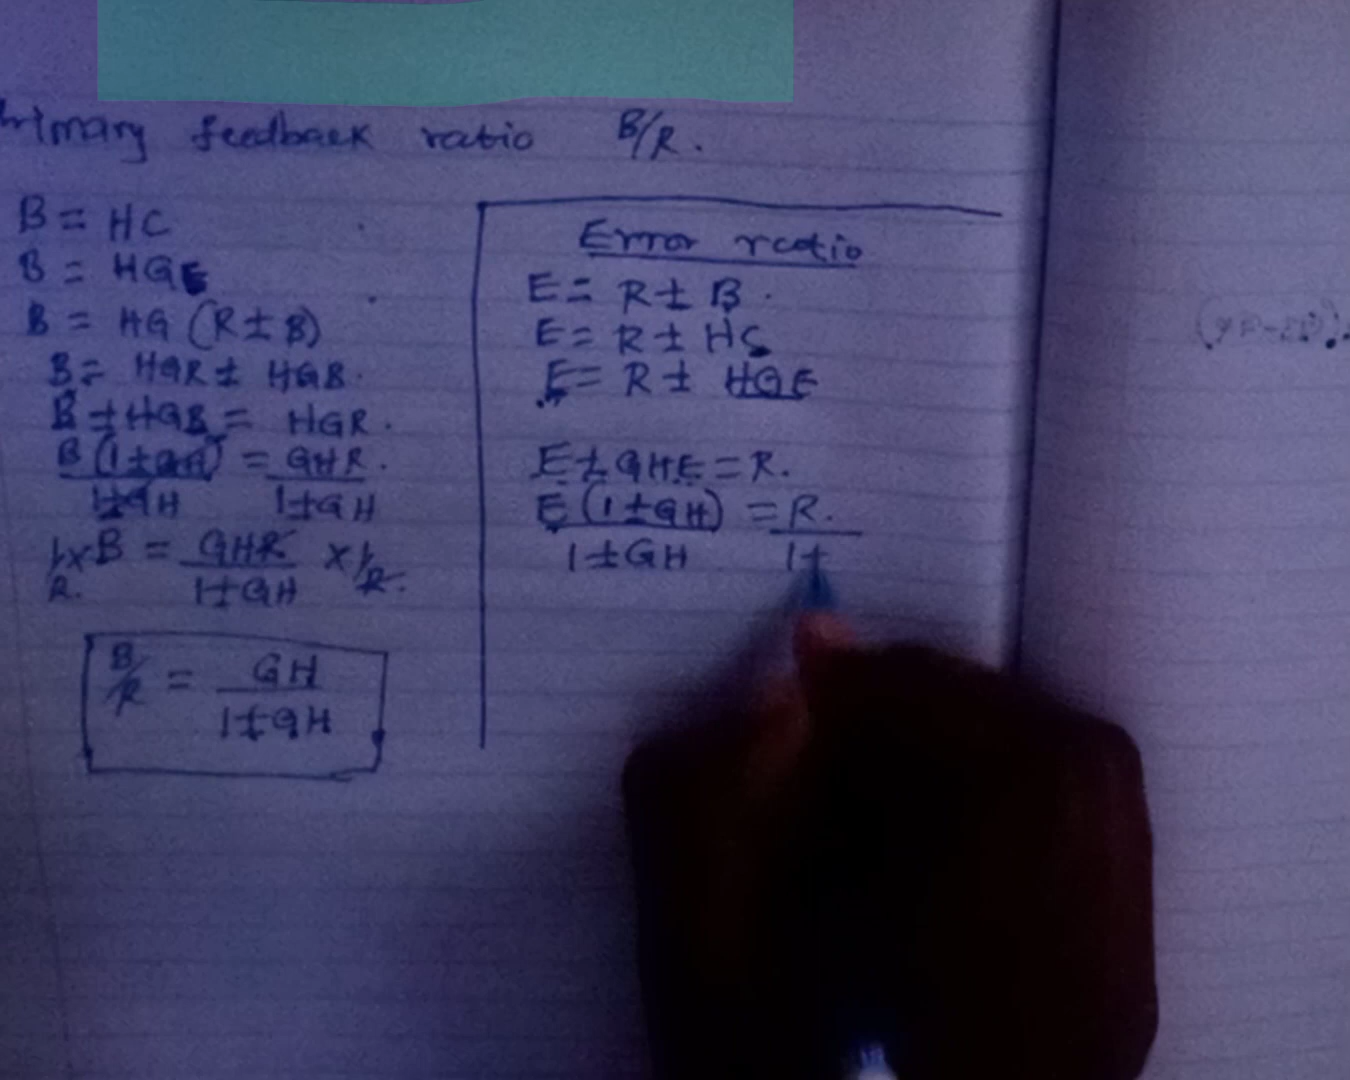 Primary feedback ratio B/R.
B = HC
B = HGE
B = HG (R ± B)
B = HGR ± HGB.
B ± HGB = HGR.
B (1 ± GH) = GHR.
1±GH 1±GH
1/R. × B = GHR / 1±GH × 1/R.
B/R = GH / 1±GH
Error ratio
E = R ± B.
E = R ± HC
E = R ± HGE
E ± GHE = R.
E (1 ± GH) = R.
1 ± GH 1±